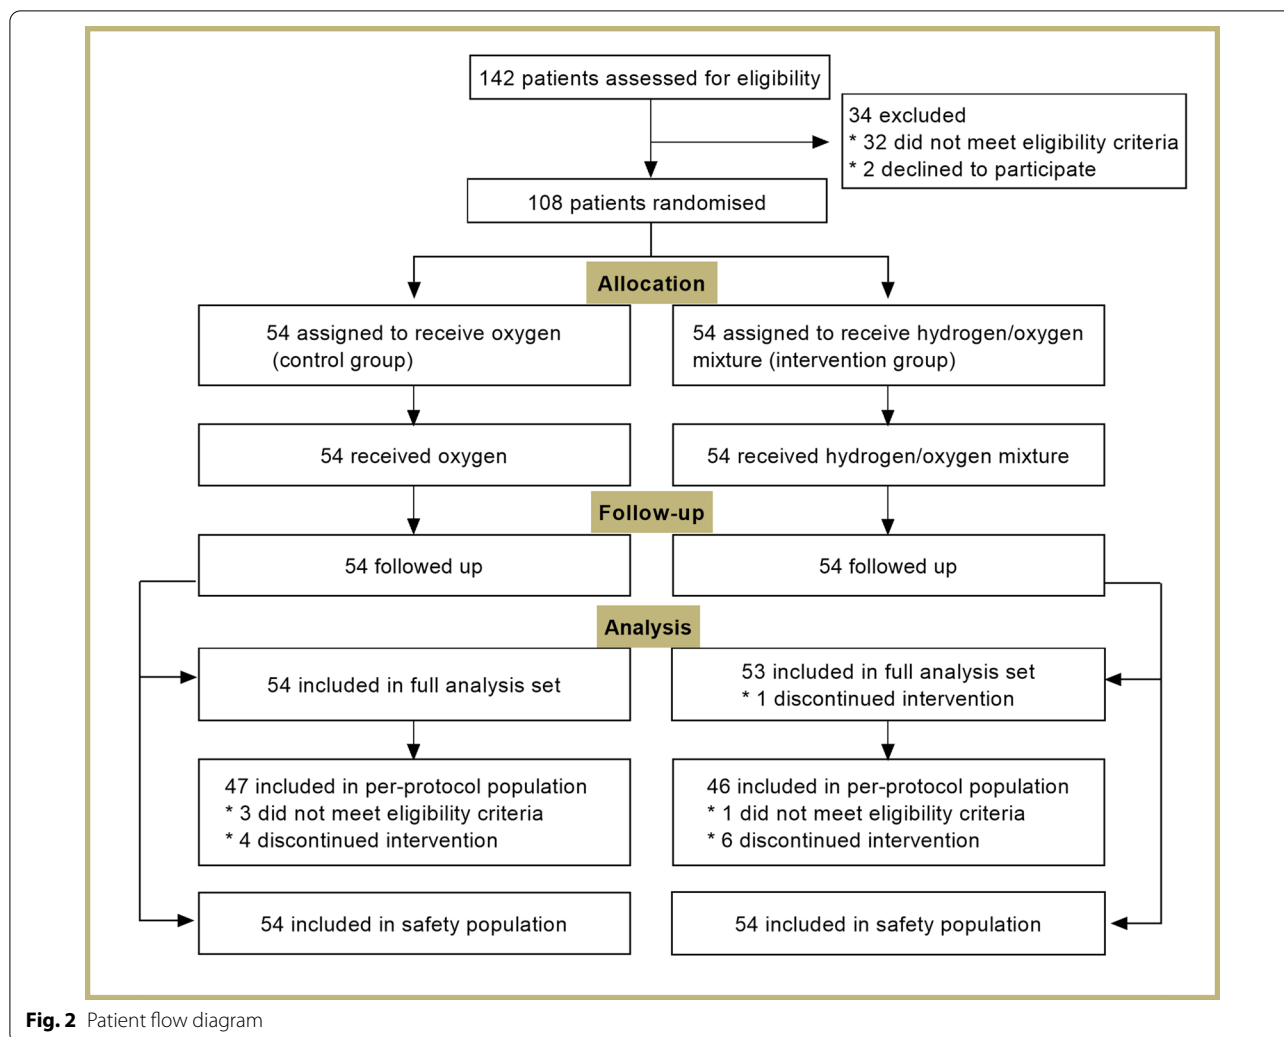 142 patients assessed for eligibility
34 excluded
* 32 did not meet eligibility criteria
* 2 declined to participate
108 patients randomised
Allocation
54 assigned to receive oxygen
(control group)
54 assigned to receive hydrogen/oxygen
mixture (intervention group)
54 received oxygen
54 received hydrogen/oxygen mixture
Follow-up
54 followed up
54 followed up
Analysis
54 included in full analysis set
53 included in full analysis set
* 1 discontinued intervention
47 included in per-protocol population
* 3 did not meet eligibility criteria
* 4 discontinued intervention
46 included in per-protocol population
* 1 did not meet eligibility criteria
* 6 discontinued intervention
54 included in safety population
54 included in safety population
Fig. 2 Patient flow diagram